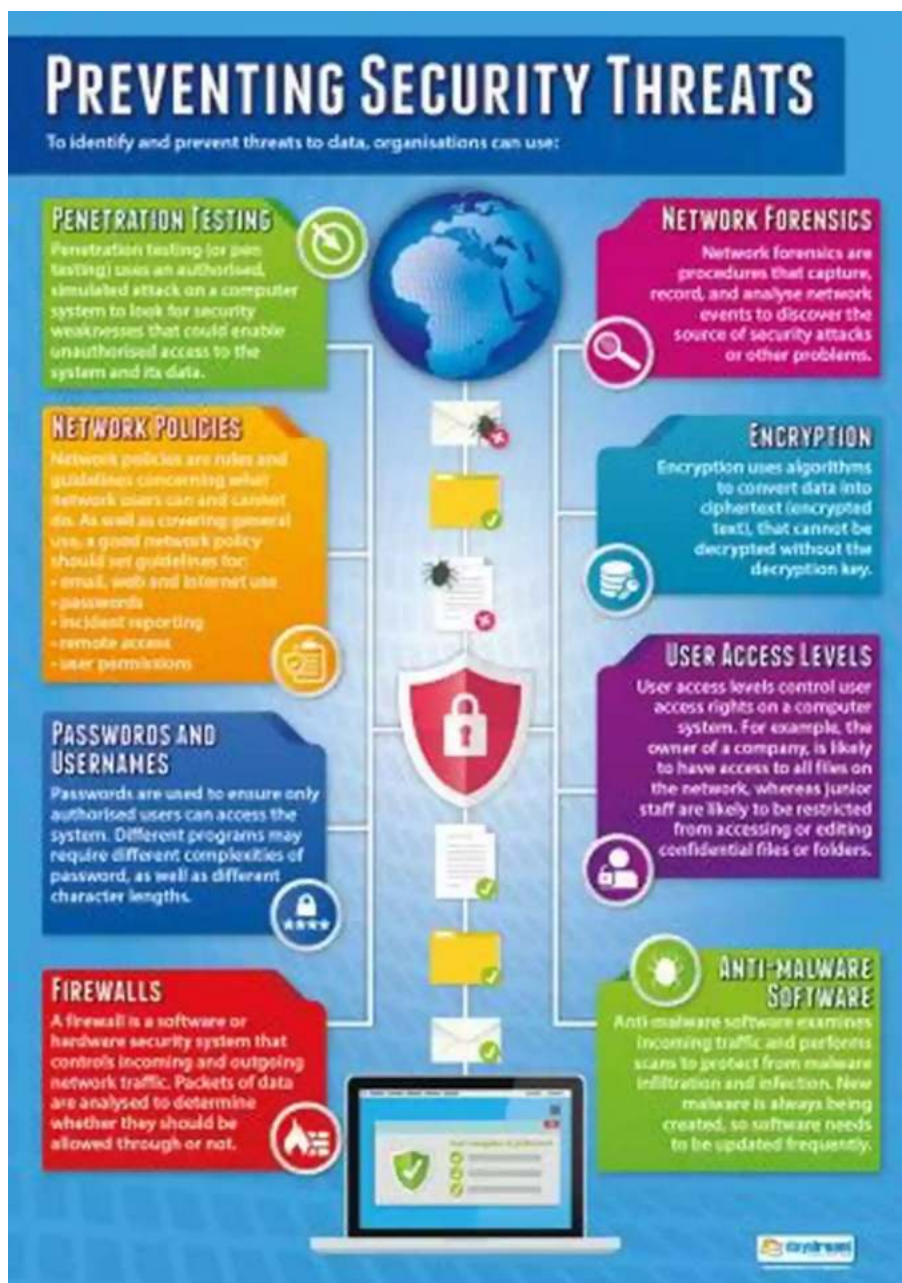 PREVENTING SECURITY THREATS
To identify and prevent threats to data, organisations can use:
PENETRATION TESTING
Penetration testing (or pen
testing) uses an authorised,
simulated attack on a computer
system to look for security
weaknesses that could enable
unauthorised access to the
system and its data.
NETWORK POLICIES
Network policies are rules and
guidelines concerning what
network users can and cannot
do. As well as covering general
use, a good network policy
should set guidelines for:
- email, web and internet use
- passwords
- incident reporting
- remote access
- user permissions
PASSWORDS AND
USERNAMES
Passwords are used to ensure only
authorised users can access the
system. Different programs may
require different complexities of
password, as well as different
character lengths.
FIREWALLS
A firewall is a software or
hardware security system that
controls incoming and outgoing
network traffic. Packets of data
are analysed to determine
whether they should be
allowed through or not.
NETWORK FORENSICS
Network forensics are
procedures that capture,
record, and analyse network
events to discover the
source of security attacks
or other problems.
ENCRYPTION
Encryption uses algorithms
to convert data into
ciphertext (encrypted
text), that cannot be
decrypted without the
decryption key.
USER ACCESS LEVELS
User access levels control user
access rights on a computer
system. For example, the
owner of a company, is likely
to have access to all files on
the network, whereas junior
staff are likely to be restricted
from accessing or editing
confidential files or folders.
ANTI-MALWARE
SOFTWARE
Anti-malware software examines
incoming traffic and performs
scans to protect from malware
infiltration and infection. New
malware is always being
created, so software needs
to be updated frequently.
daydream